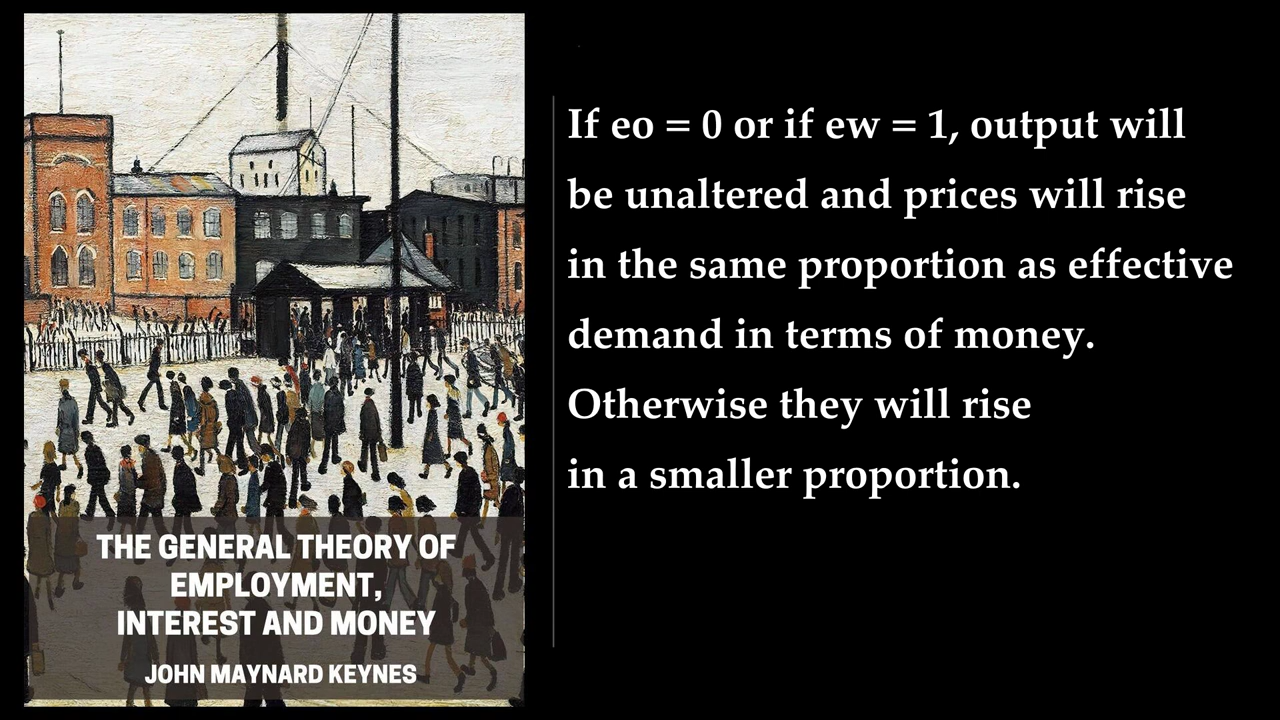 THE GENERAL THEORY OF
EMPLOYMENT,
INTEREST AND MONEY
JOHN MAYNARD KEYNES
If eo = 0 or if ew = 1, output will
be unaltered and prices will rise
in the same proportion as effective
demand in terms of money.
Otherwise they will rise
in a smaller proportion.